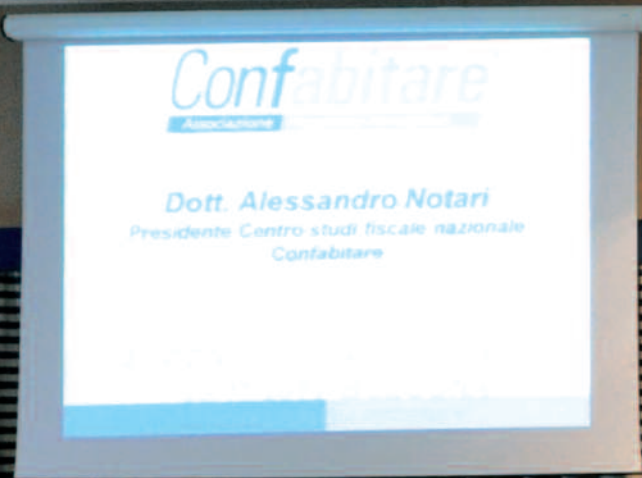 Confabitare
Associazione
Dott. Alessandro Notari
Presidente Centro studi fiscale nazionale
Confabitare